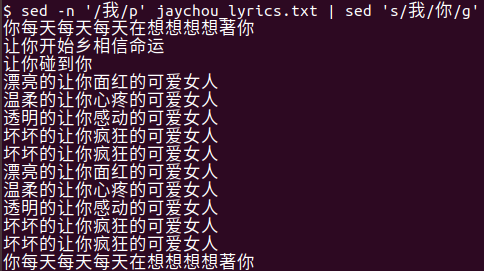 $ sed -n '/我/p' jaychou_lyrics.txt | sed 's/我/你/g'
你每天每天每天在想想想想著你
让你开始乡相信命运
让你碰到你
漂亮的让你面红的可爱女人
温柔的让你心疼的可爱女人
透明的让你感动的可爱女人
坏坏的让你疯狂的可爱女人
坏坏的让你疯狂的可爱女人
漂亮的让你面红的可爱女人
温柔的让你心疼的可爱女人
透明的让你感动的可爱女人
坏坏的让你疯狂的可爱女人
坏坏的让你疯狂的可爱女人
你每天每天每天在想想想想著你